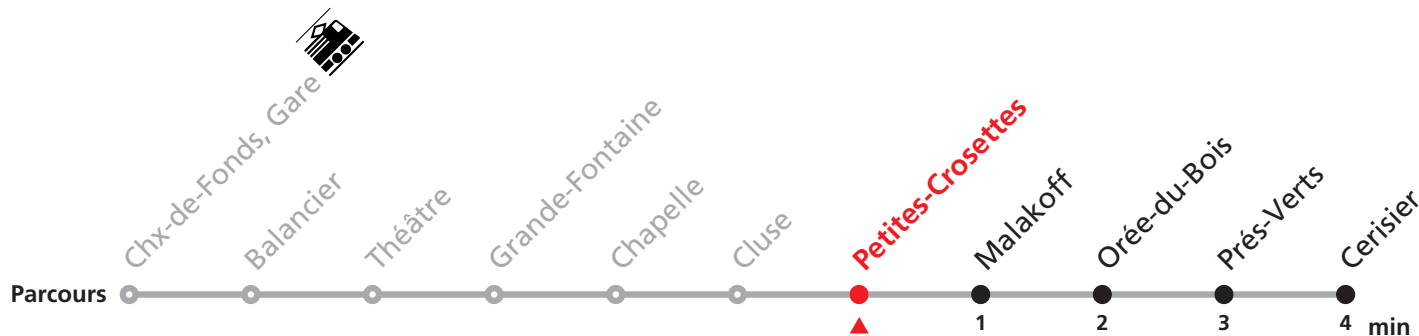 Chx-de-Fonds, Gare
Balancier
Théâtre
Grande-Fontaine
Chapelle
Cluse
Petites-Crosettes
Malakoff
Orée-du-Bois
Prés-Verts
Cerisier
Parcours
1 2 3 4 min